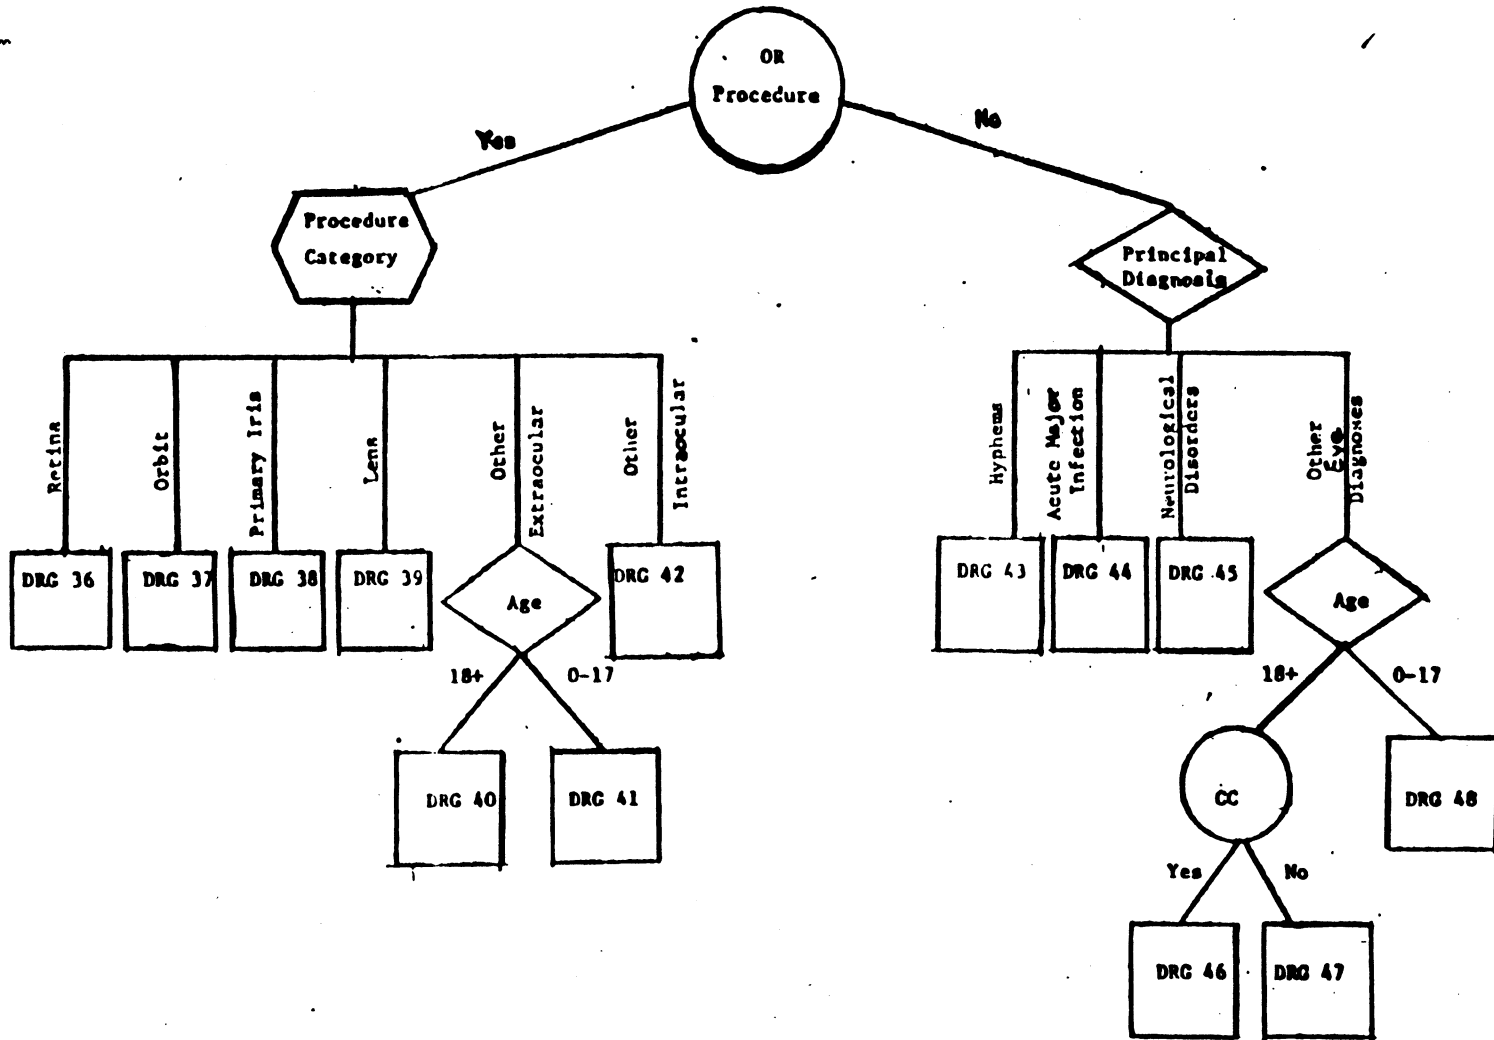 OR
Procedure
Yes
No
Procedure
Category
Principal
Diagnosis
Retina
Orbit
Primary Iris
Lens
Other
Extraocular
Other
Intraocular
Hyphema
Acute Major
Infection
Neurological
Disorders
Other
Eye
Diagnoses
DRG 36
DRG 37
DRG 38
DRG 39
Age
DRG 42
DRG 43
DRG 44
DRG 45
Age
18+
0-17
18+
0-17
DRG 40
DRG 41
CC
DRG 48
Yes
No
DRG 46
DRG 47